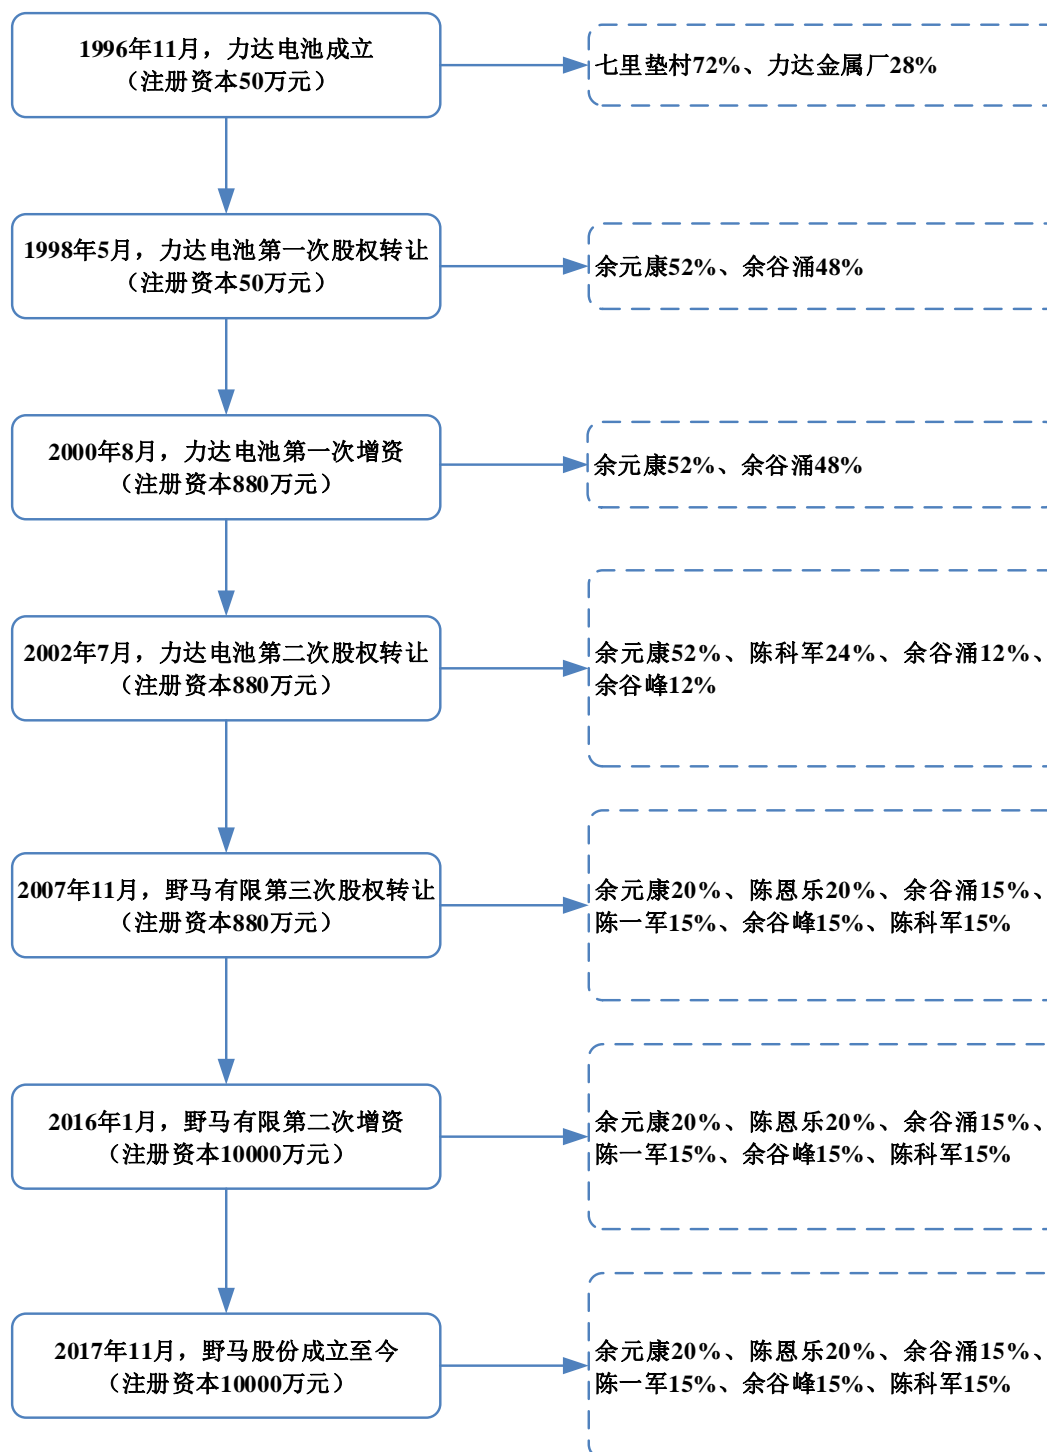 1996年11月，力达电池成立
（注册资本50万元）
七里垫村72%、力达金属厂28%
1998年5月，力达电池第一次股权转让
（注册资本50万元）
余元康52%、余谷涌48%
2000年8月，力达电池第一次增资
（注册资本880万元）
余元康52%、余谷涌48%
2002年7月，力达电池第二次股权转让
（注册资本880万元）
余元康52%、陈科军24%、余谷涌12%、
余谷峰12%
2007年11月，野马有限第三次股权转让
（注册资本880万元）
余元康20%、陈恩乐20%、余谷涌15%、
陈一军15%、余谷峰15%、陈科军15%
2016年1月，野马有限第二次增资
（注册资本10000万元）
余元康20%、陈恩乐20%、余谷涌15%、
陈一军15%、余谷峰15%、陈科军15%
2017年11月，野马股份成立至今
（注册资本10000万元）
余元康20%、陈恩乐20%、余谷涌15%、
陈一军15%、余谷峰15%、陈科军15%